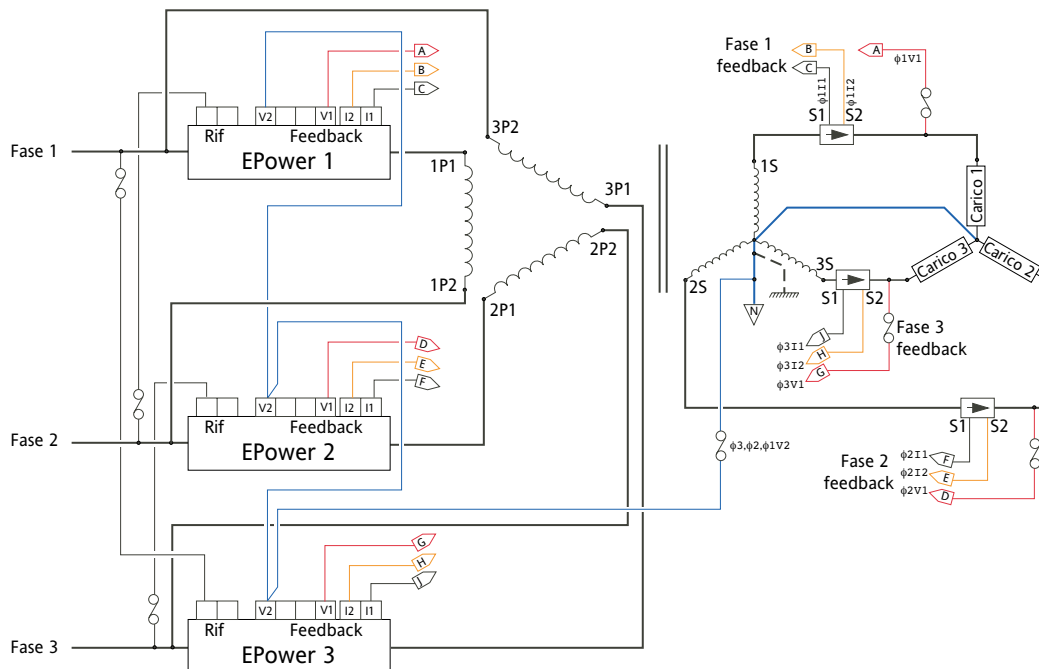 Fase 1
Rif
V2
Feedback
V1
I2
I1
EPower 1
A
B
C
3P2
1P1
3P1
2P2
1P2
2P1
Fase 2
Rif
V2
Feedback
V1
I2
I1
EPower 2
D
E
F
Fase 3
Rif
V2
Feedback
V1
I2
I1
EPower 3
G
H
J
Fase 1
feedback
B
C
A
ϕ1V1
ϕ1I1
ϕ1I2
S1
S2
1S
Carico 1
Carico 3
Carico 2
2S
3S
N
S1
S2
ϕ3I1
J
ϕ3I2
H
ϕ3V1
G
Fase 3
feedback
ϕ3,ϕ2,ϕ1V2
S1
S2
Fase 2
feedback
ϕ2I1
F
ϕ2I2
E
ϕ2V1
D